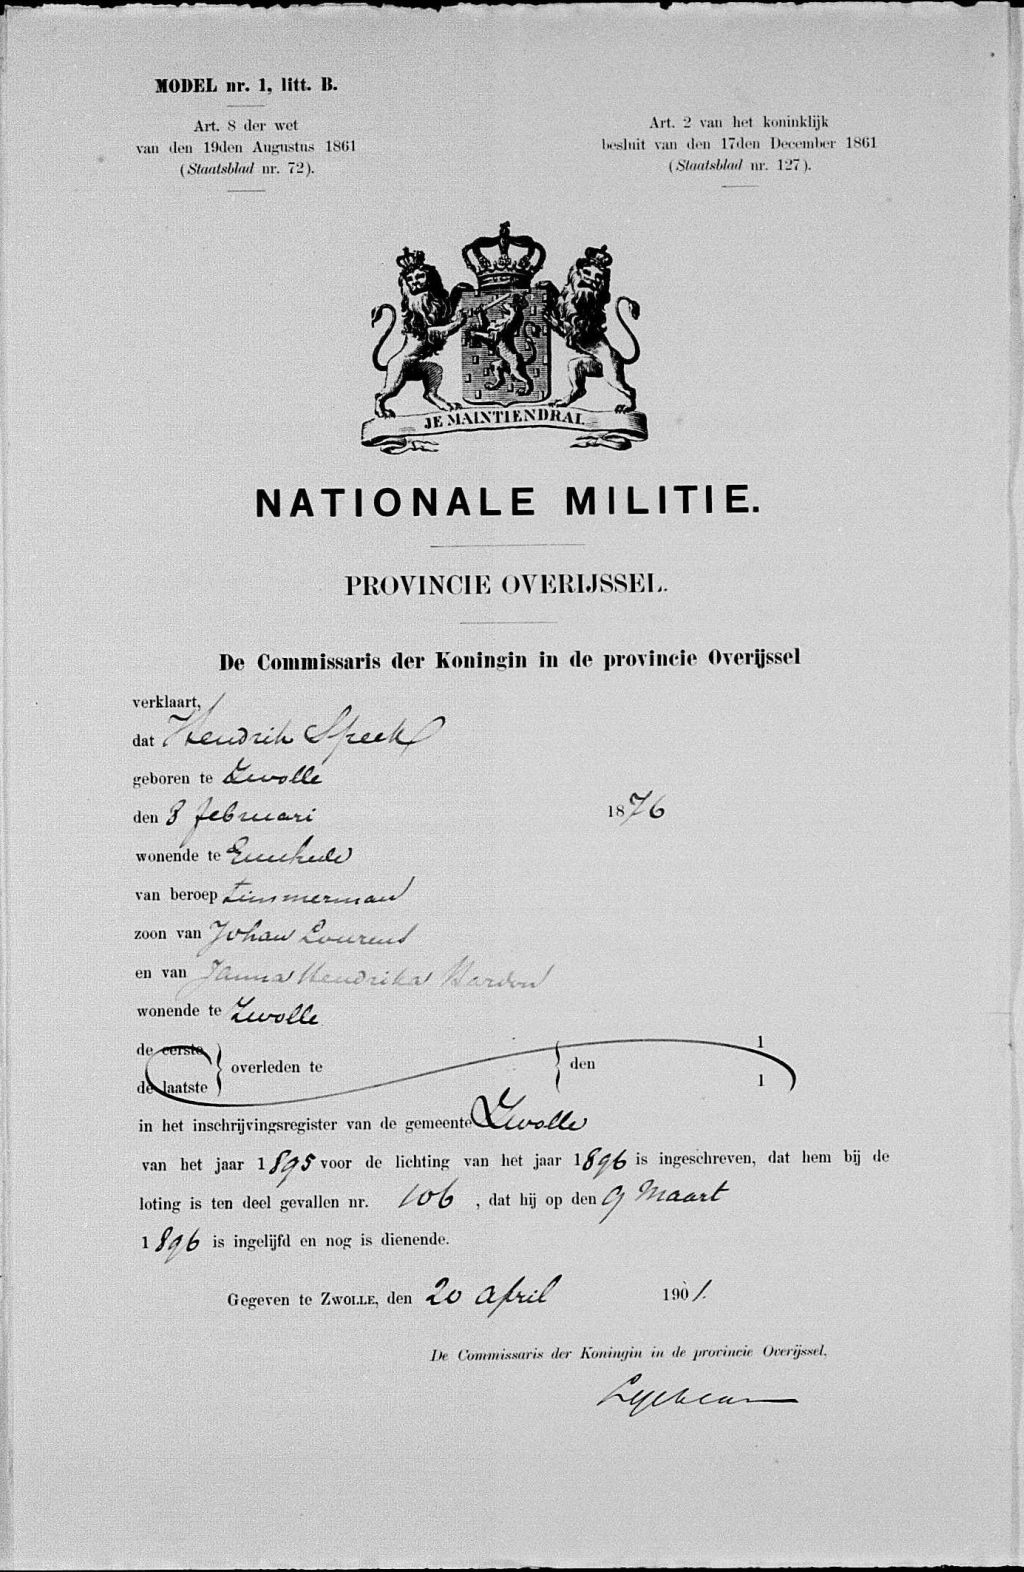 MODEL nr. 1, litt. B.
Art. 8 der wet
van den 19den Augustus 1861
(Staatsblad nr. 72).
Art. 2 van het koninklijk
besluit van den 17den December 1861
(Staatsblad nr. 127).
JE MAINTIENDRAI.
NATIONALE MILITIE.
PROVINCIE OVERIJSSEL.
De Commissaris der Koningin in de provincie Overijssel
verklaart,
dat Hendrik Speek
geboren te Zwolle
den 8 februari 1876
wonende te Enschede
van beroep timmerman
zoon van Johan Lourens
en van Janna Hendrika
wonende te Zwolle
de eerste
overleden te den 1
de laatste 1
in het inschrijvingsregister van de gemeente Zwolle
van het jaar 1895 voor de lichting van het jaar 1896 is ingeschreven, dat hem bij de
loting is ten deel gevallen nr. 106, dat hij op den 9 Maart
1896 is ingelijfd en nog is dienende.
Gegeven te ZWOLLE, den 20 april 1901.
De Commissaris der Koningin in de provincie Overijssel,